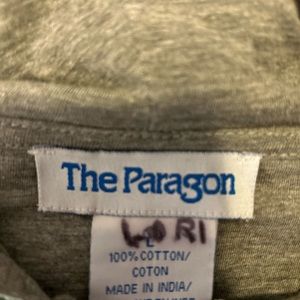 The Paragon
LORI
L
100% COTTON/
COTON
MADE IN INDIA/